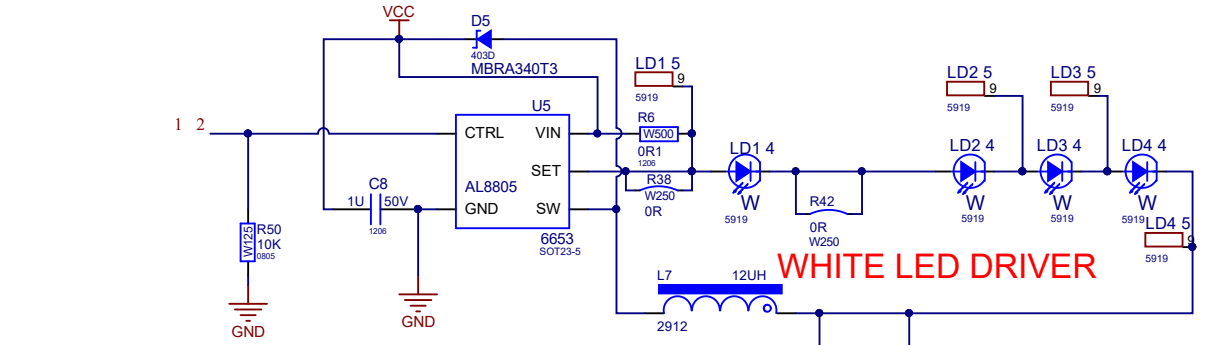 VCC
D5
403D
MBRA340T3
LD1 5
9
5919
LD2 5
9
5919
LD3 5
9
5919
1 2
U5
CTRL
VIN
SET
AL8805
GND
SW
6653
SOT23-5
R6
W500
0R1
1206
R38
W250
0R
LD1 4
W
5919
R42
0R
W250
LD2 4
W
5919
LD3 4
W
5919
LD4 4
W
5919
LD4 5
9
5919
C8
1U
50V
1206
R50
W125
10K
0805
GND
GND
L7
12UH
2912
WHITE LED DRIVER